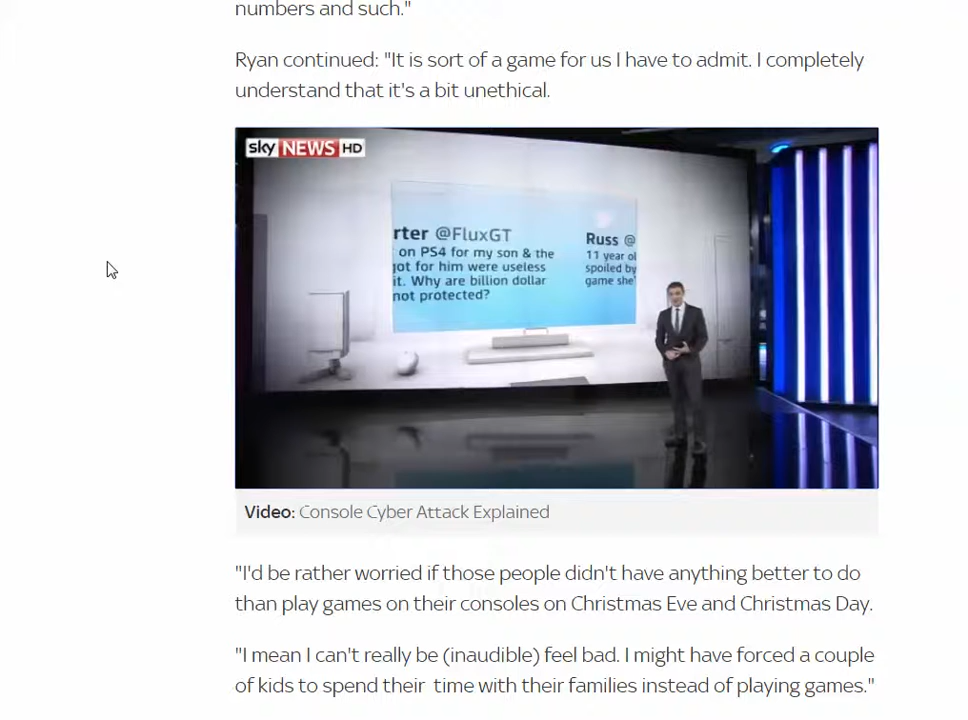 numbers and such."
Ryan continued: "It is sort of a game for us I have to admit. I completely
understand that it's a bit unethical.
sky NEWS HD
rter @FluxGT
on PS4 for my son & the
got for him were useless
it. Why are billion dollar
not protected?
Russ @
11 year ol
spoiled by
game she'
Video: Console Cyber Attack Explained
"I'd be rather worried if those people didn't have anything better to do
than play games on their consoles on Christmas Eve and Christmas Day.
"I mean I can't really be (inaudible) feel bad. I might have forced a couple
of kids to spend their time with their families instead of playing games."